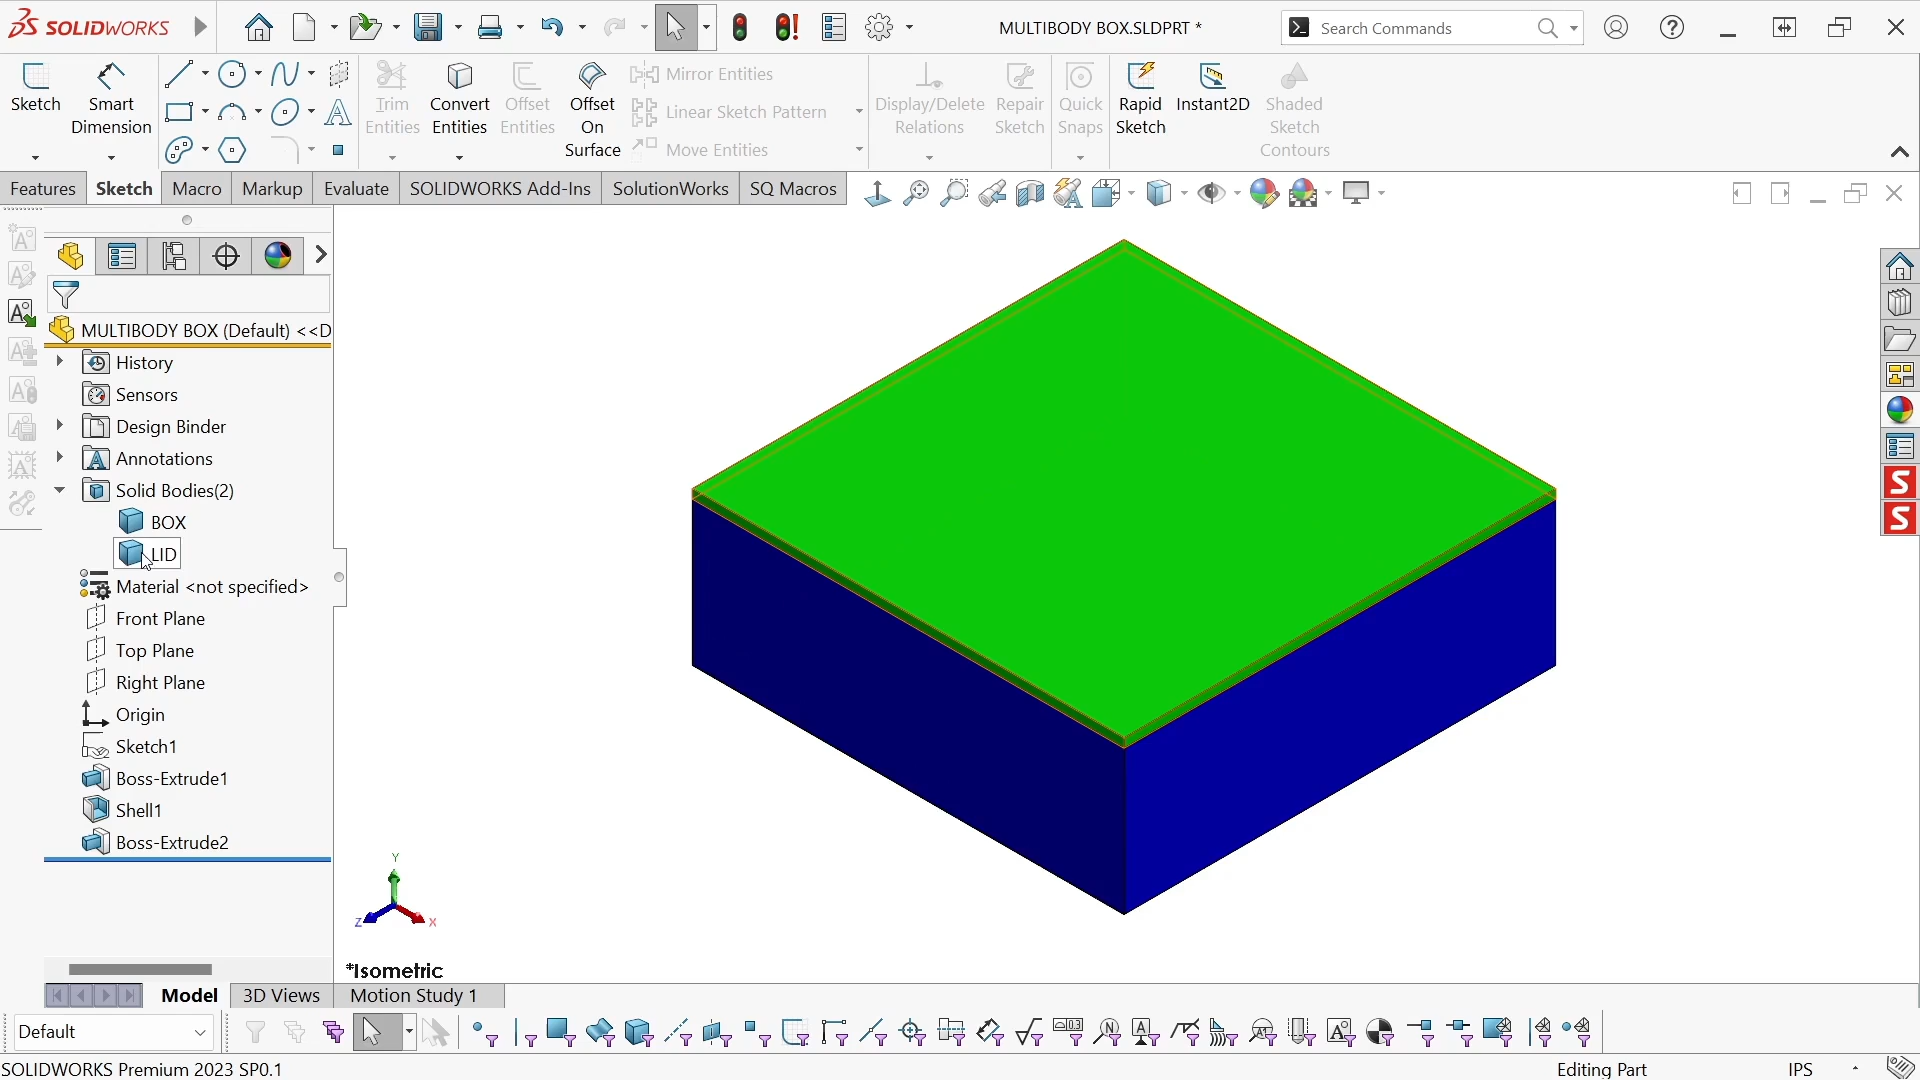 SOLIDWORKS
MULTIBODY BOX.SLDPRT *
Search Commands
Sketch
Smart
Dimension
Trim
Entities
Convert
Entities
Offset
Entities
Offset
On
Surface
Mirror Entities
Linear Sketch Pattern
Move Entities
Display/Delete
Relations
Repair
Sketch
Quick
Snaps
Rapid
Sketch
Instant2D
Shaded
Sketch
Contours
Features
Sketch
Macro
Markup
Evaluate
SOLIDWORKS Add-Ins
SolutionWorks
SQ Macros
MULTIBODY BOX (Default) <<D
History
Sensors
Design Binder
Annotations
Solid Bodies(2)
BOX
LID
Material <not specified>
Front Plane
Top Plane
Right Plane
Origin
Sketch1
Boss-Extrude1
Shell1
Boss-Extrude2
Y
Z
X
*Isometric
Model
3D Views
Motion Study 1
Default
SOLIDWORKS Premium 2023 SP0.1
Editing Part
IPS